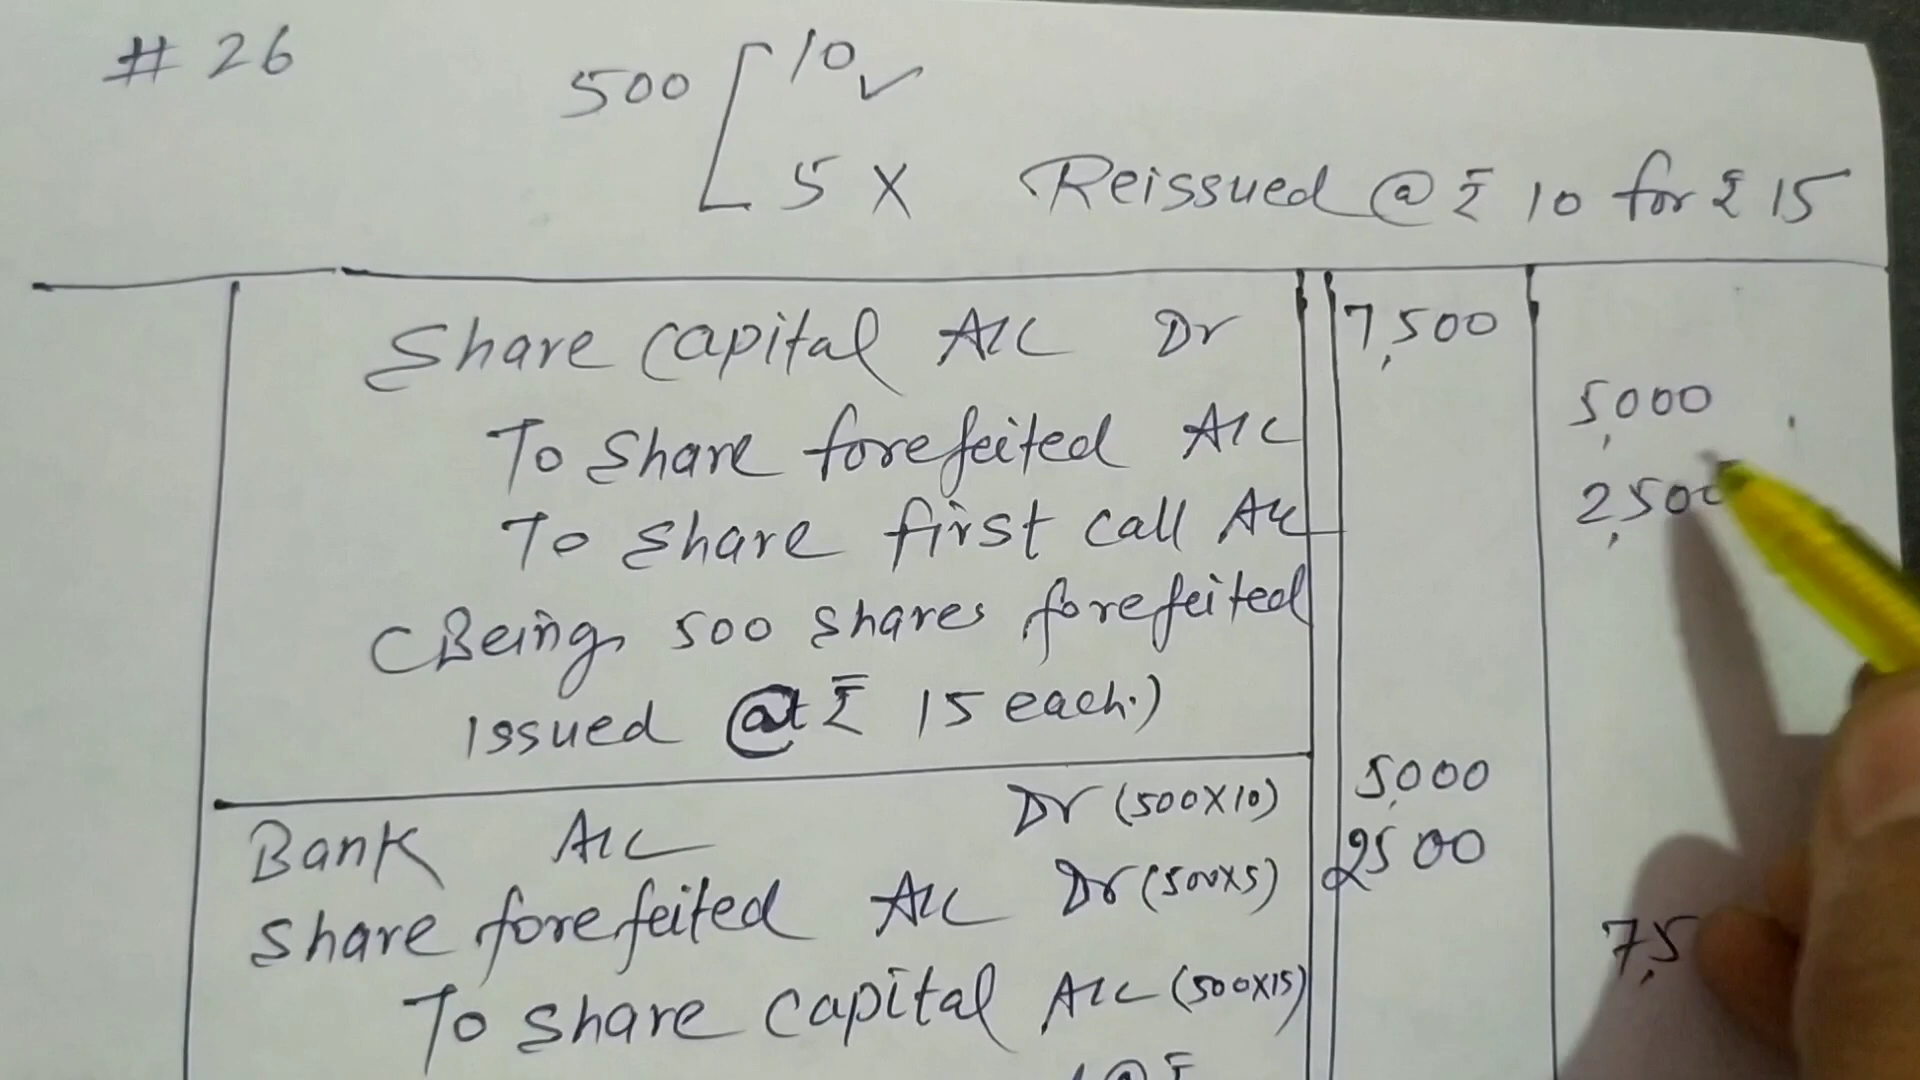 # 26
500 10 ✓
5 X Reissued @ ₹ 10 for ₹ 15
Share Capital A/c Dr 7,500
To Share forefeited A/c 5,000
To Share first call A/c 2,500
(Being 500 shares forefeited
issued @ ₹ 15 each.)
Bank A/c Dr (500X10) 5,000
Share forefeited A/c Dr (500X5) 2500
To Share Capital A/c (500X15) 7,5
@ ₹